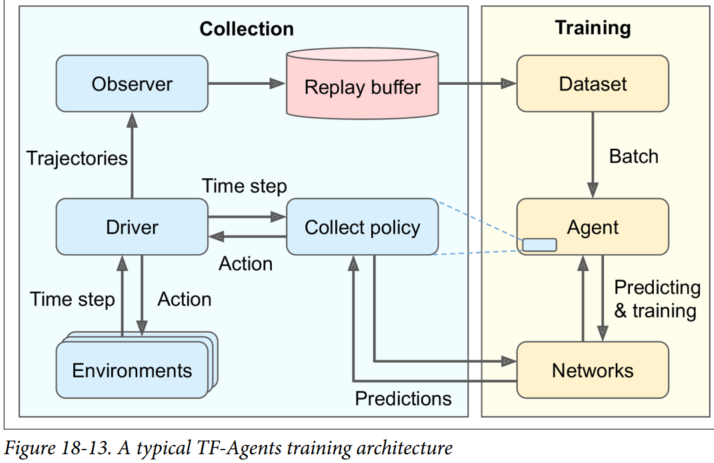 Collection
Training
Observer
Replay buffer
Dataset
Trajectories
Batch
Time step
Driver
Collect policy
Agent
Action
Time step
Action
Predicting
& training
Environments
Networks
Predictions
Figure 18-13. A typical TF-Agents training architecture